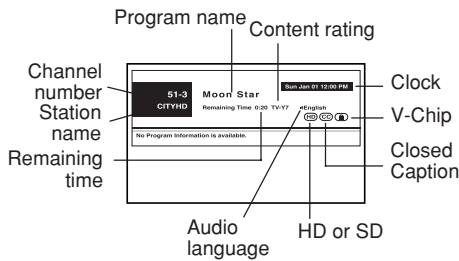 Program name
Content rating
Channel number
Station name
Remaining time
51-3
CITYHD
Moon Star
Remaining Time 0:20 TV-Y7
Sun Jan 01 12:00 PM
English
HD CC
No Program Information is available.
Clock
V-Chip
Closed Caption
Audio language
HD or SD